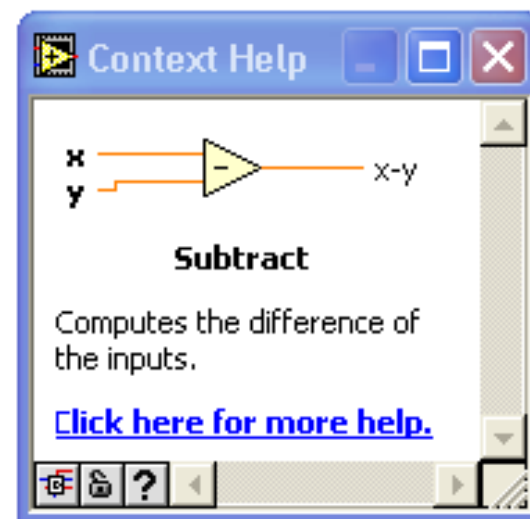 Context Help
x
y
x-y
Subtract
Computes the difference of
the inputs.
Click here for more help.
?